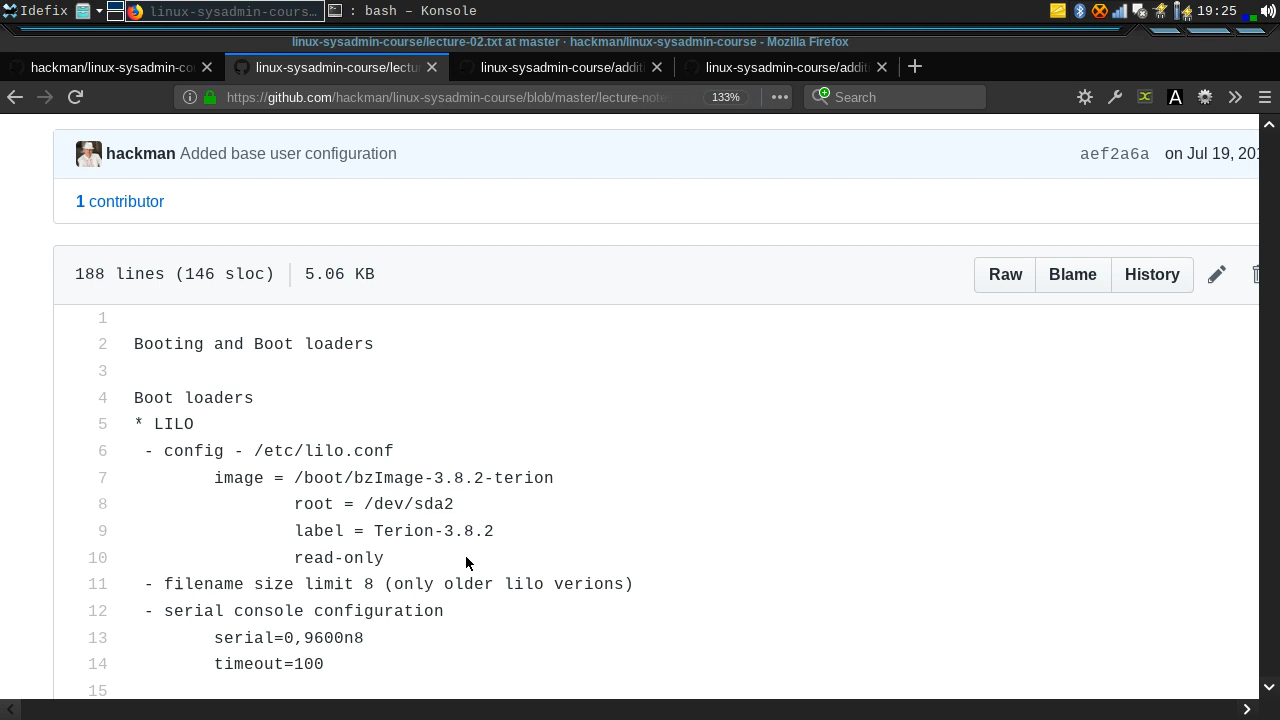 Idefix linux-sysadmin-cours… : bash – Konsole 19:25
linux-sysadmin-course/lecture-02.txt at master · hackman/linux-sysadmin-course - Mozilla Firefox
hackman/linux-sysadmin-co linux-sysadmin-course/lectu linux-sysadmin-course/addit linux-sysadmin-course/addit
https://github.com/hackman/linux-sysadmin-course/blob/master/lecture-note 133% Search
hackman Added base user configuration aef2a6a on Jul 19, 201
1 contributor
188 lines (146 sloc) 5.06 KB Raw Blame History
1
2 Booting and Boot loaders
3
4 Boot loaders
5 * LILO
6 - config - /etc/lilo.conf
7 image = /boot/bzImage-3.8.2-terion
8 root = /dev/sda2
9 label = Terion-3.8.2
10 read-only
11 - filename size limit 8 (only older lilo verions)
12 - serial console configuration
13 serial=0,9600n8
14 timeout=100
15